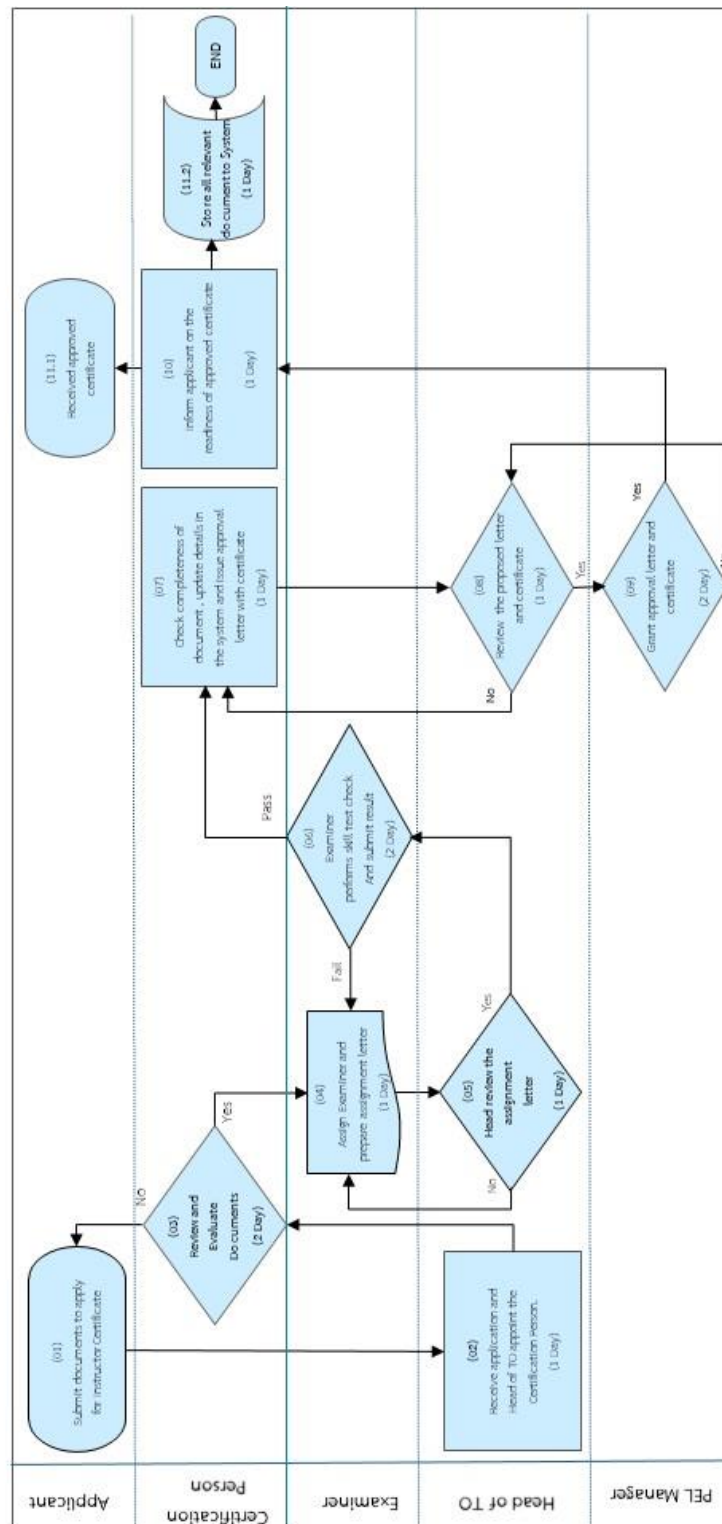 Applicant
Certification
Person
Examiner
Head of TO
PEL Manager
(01)
Submit documents to apply
for Instructor Certificate
(02)
Receive application and
Head of TO appoint the
Certification Person.
(1 Day)
(03)
Review and
Evaluate
Do cuments
(2 Day)
No
Yes
(04)
Assign Examiner and
prepare assignment letter
(1 Day)
(05)
Head review the
assignment
letter
(1 Day)
No
Yes
(06)
Examiner
performs skill test check
And submit result
(2 Day)
Fail
Pass
(07)
Check completeness of
document , update details in
the system and issue approval
letter with certificate
(1 Day)
(08)
Review the proposed letter
and certificate
(1 Day)
No
Yes
(09)
Grant approval letter and
certificate
(2 Day)
Yes
(10)
Inform applicant on the
readiness of approved certificate
(1 Day)
(11.1)
Received approved
certificate
(11.2)
Sto re all relevant
do cument to System
(1 Day)
END